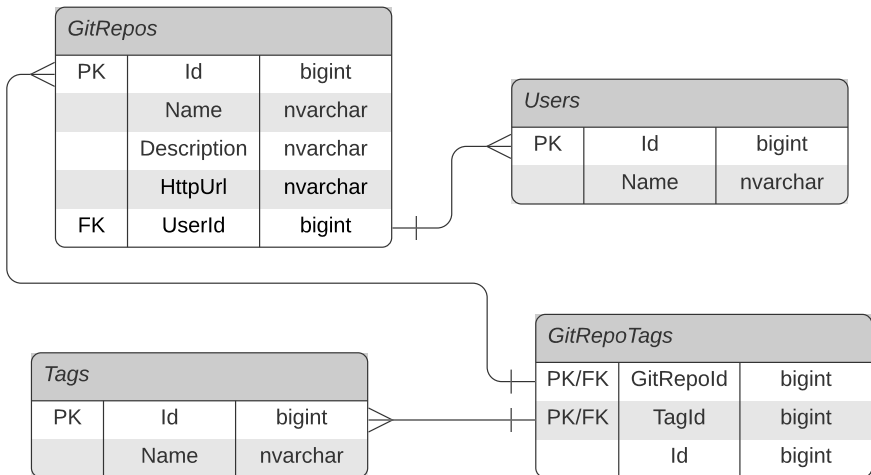 GitRepos
PK Id bigint
Name nvarchar
Description nvarchar
HttpUrl nvarchar
FK UserId bigint
Users
PK Id bigint
Name nvarchar
GitRepoTags
PK/FK GitRepoId bigint
PK/FK TagId bigint
Id bigint
Tags
PK Id bigint
Name nvarchar